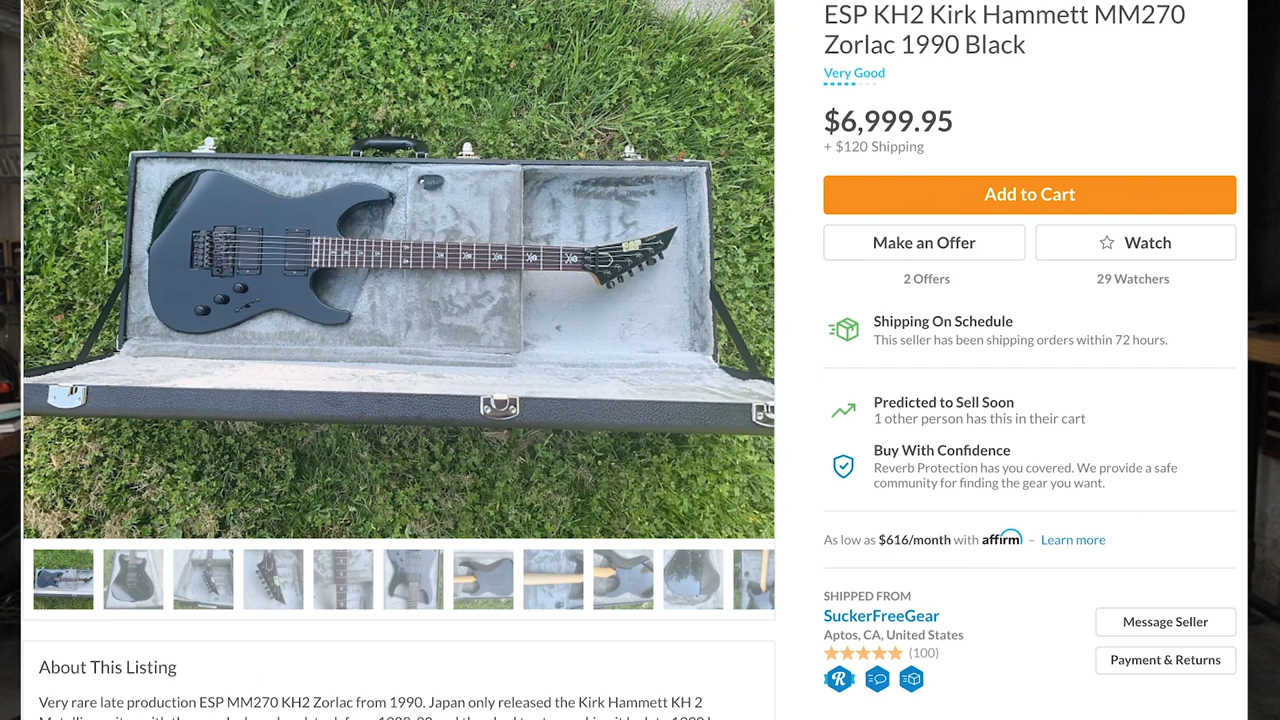 ESP KH2 Kirk Hammett MM270
Zorlac 1990 Black
Very Good
$6,999.95
+ $120 Shipping
Add to Cart
Make an Offer
Watch
2 Offers
29 Watchers
Shipping On Schedule
This seller has been shipping orders within 72 hours.
Predicted to Sell Soon
1 other person has this in their cart
Buy With Confidence
Reverb Protection has you covered. We provide a safe
community for finding the gear you want.
As low as $616/month with affirm – Learn more
SHIPPED FROM
SuckerFreeGear
Aptos, CA, United States
(100)
Message Seller
Payment & Returns
R
About This Listing
Very rare late production ESP MM270 KH2 Zorlac from 1990. Japan only released the Kirk Hammett KH 2